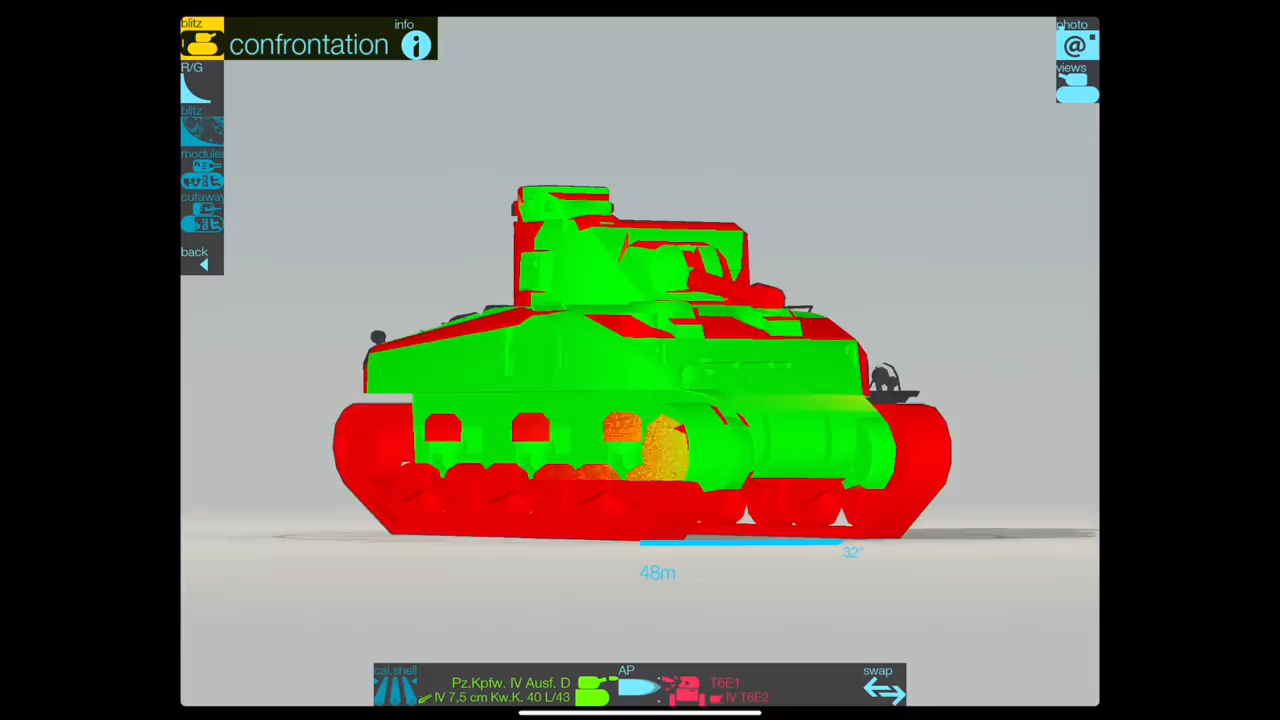 blitz
confrontation
info
R/G
blitz
modules
cutaway
back
photo
@
views
32°
48m
cal.shell
Pz.Kpfw. IV Ausf. D
IV 7,5 cm Kw.K. 40 L/43
AP
T6E1
IV T6E2
swap